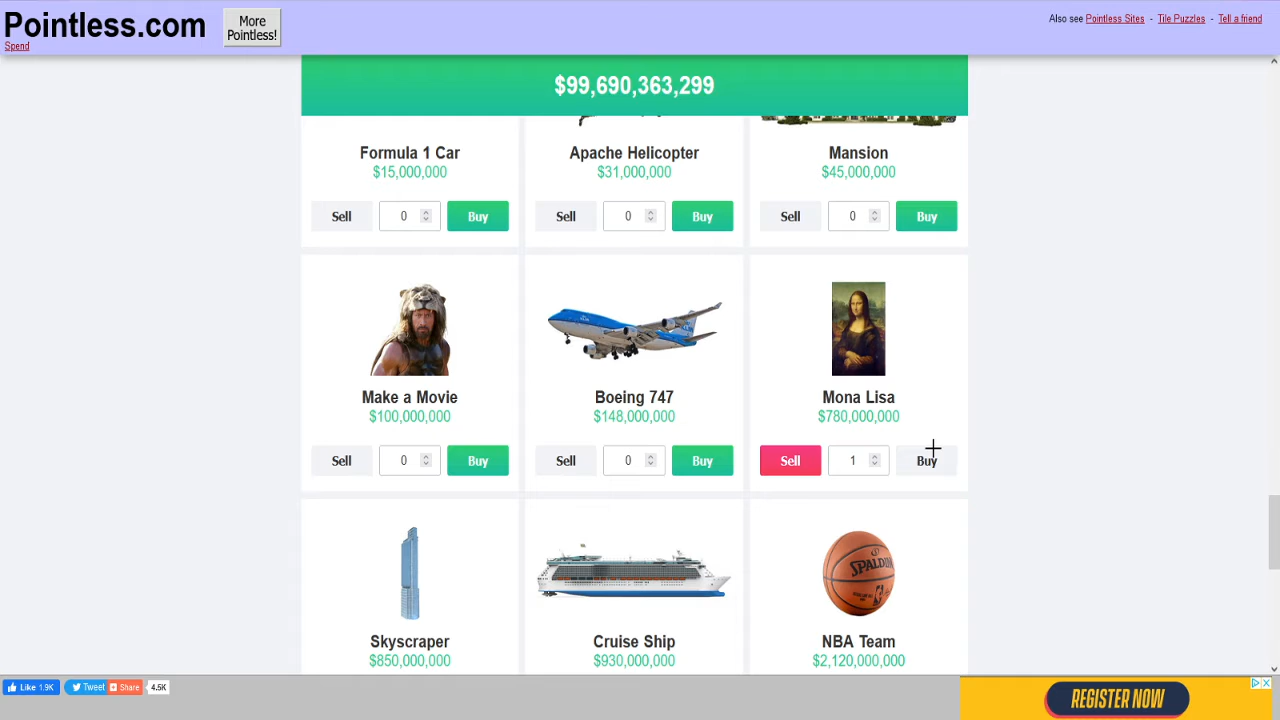 Pointless.com
More
Pointless!
Spend
Also see Pointless Sites - Tile Puzzles - Tell a friend
$99,690,363,299
Formula 1 Car
$15,000,000
Sell 0 Buy
Apache Helicopter
$31,000,000
Sell 0 Buy
Mansion
$45,000,000
Sell 0 Buy
Make a Movie
$100,000,000
Sell 0 Buy
Boeing 747
$148,000,000
Sell 0 Buy
Mona Lisa
$780,000,000
Sell 1 Buy
Skyscraper
$850,000,000
Cruise Ship
$930,000,000
SPALDING
NBA Team
$2,120,000,000
Like 1.9K Tweet Share 4.5K
REGISTER NOW